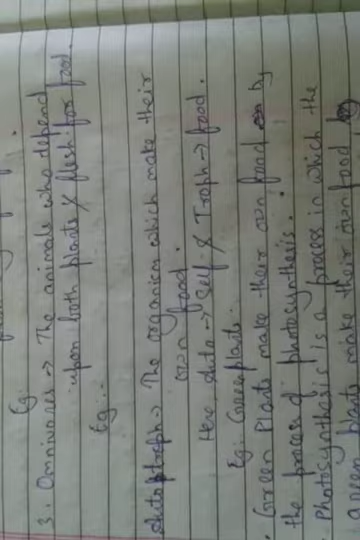 Eg:
3. Omnivores → The animals who depend
upon both plants & flesh for food.
Eg:-
Autotroph → The organism which make their
own food.
Here, Auto → Self & Troph → food.
Eg: Green plants.
• Green Plants make their own food by
the process of photosynthesis.
• Photosynthesis is a process in which the
green plants make their own food